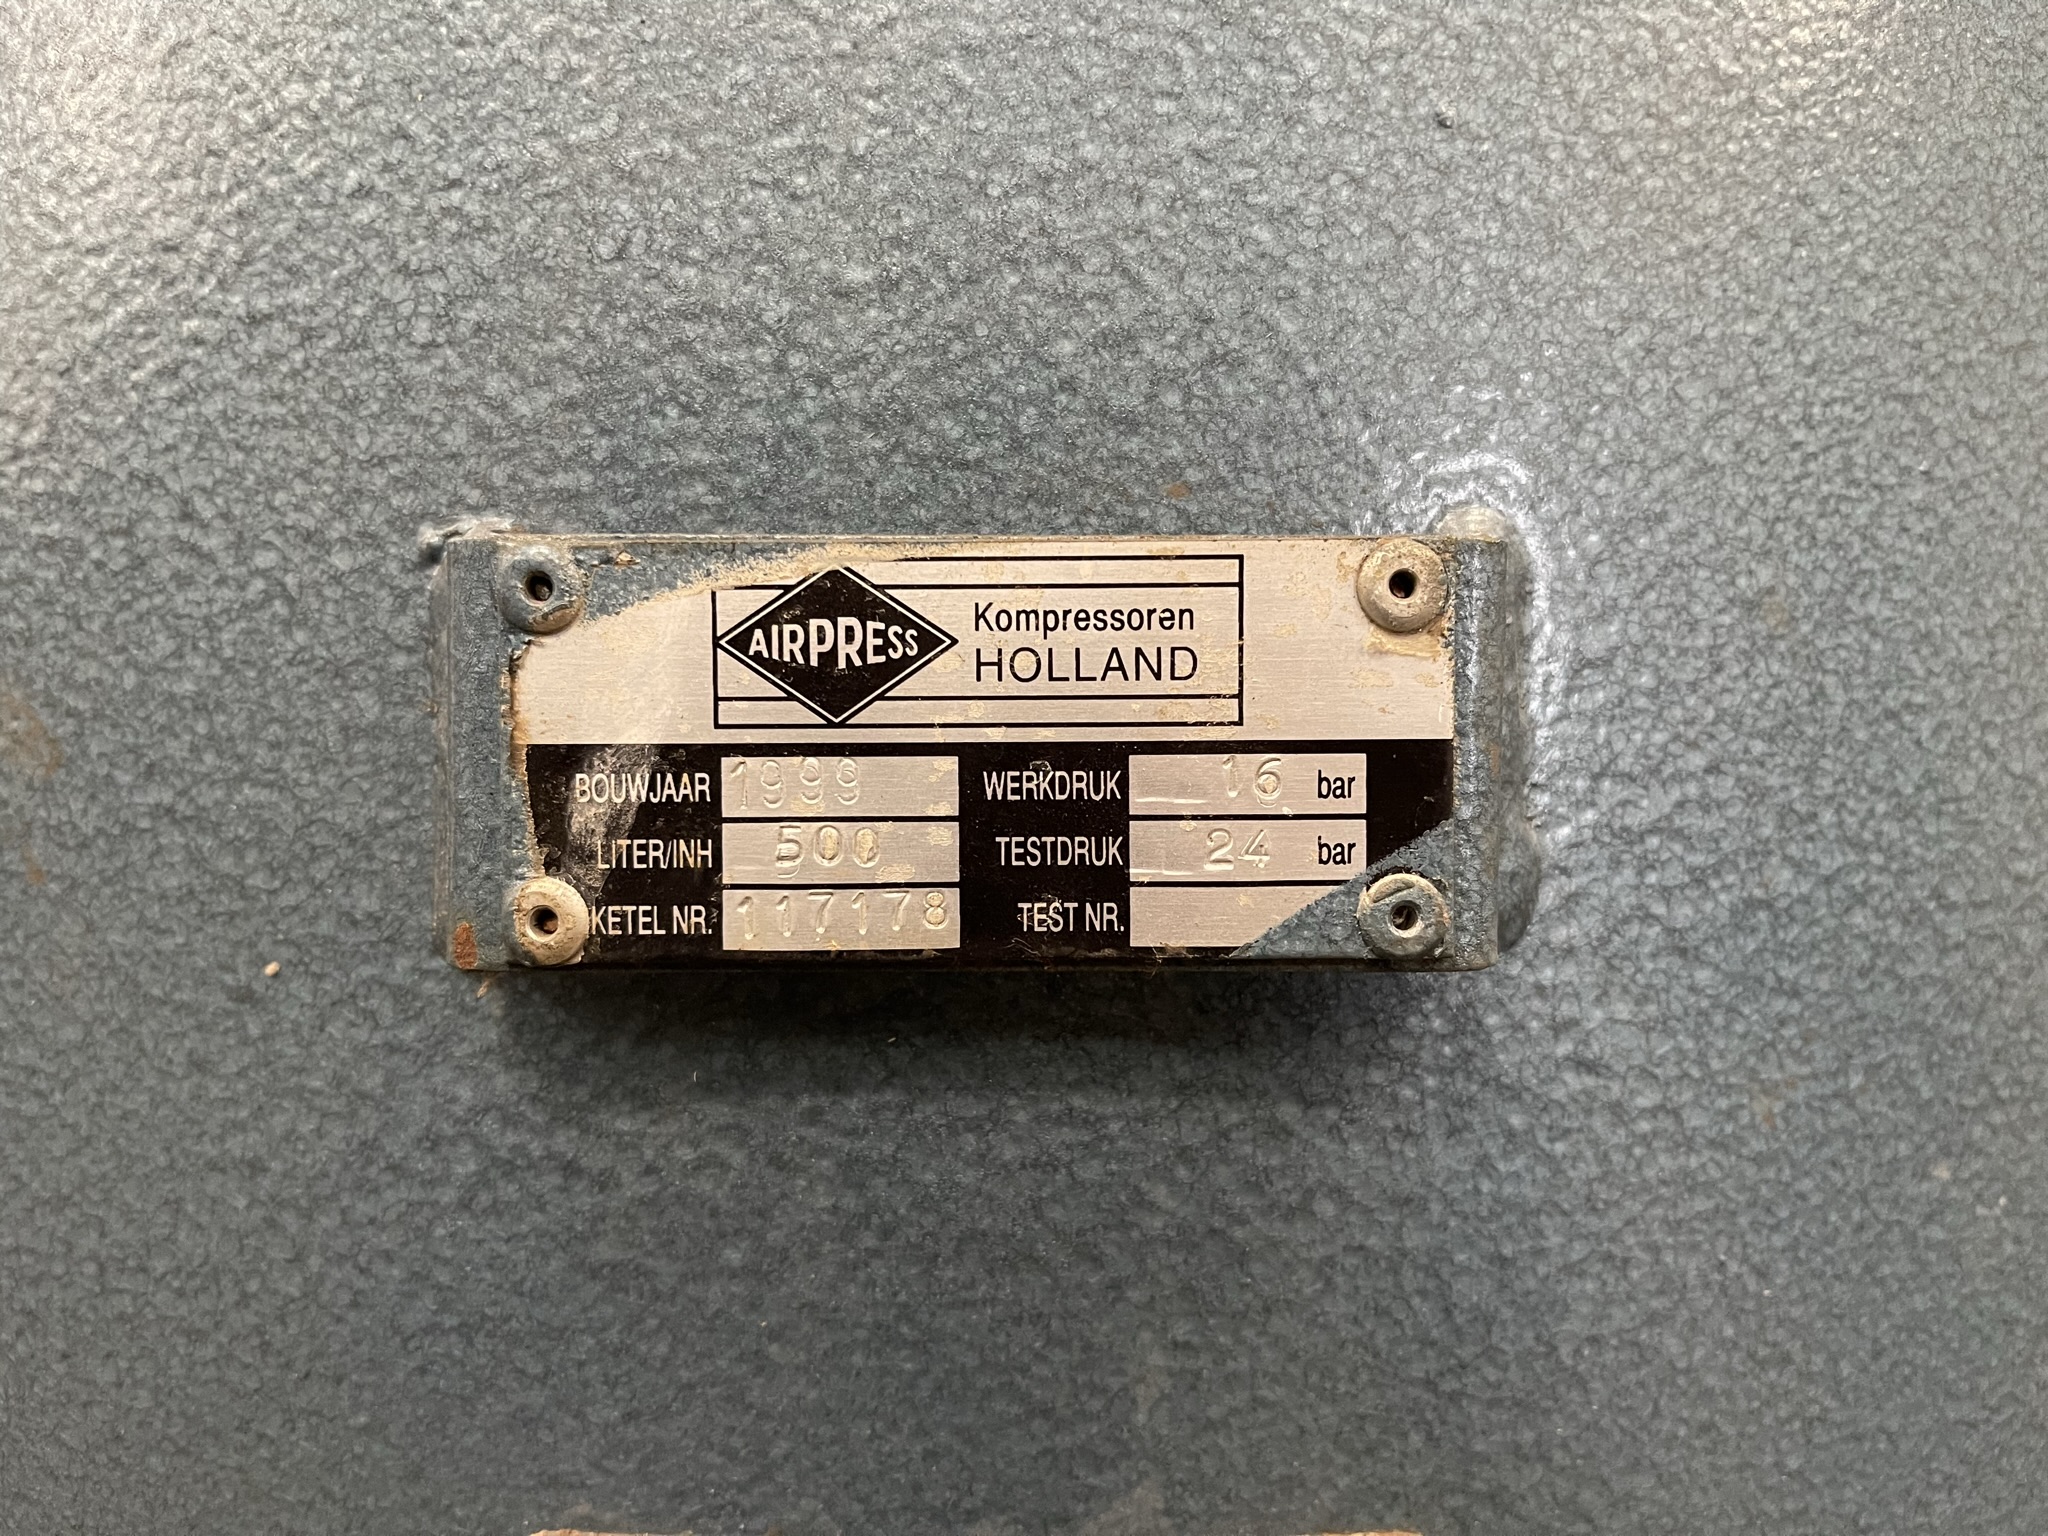 AIRPRESS
Kompressoren
HOLLAND
BOUWJAAR 1999
LITER/INH 500
KETEL NR. 117178
WERKDRUK 16 bar
TESTDRUK 24 bar
TEST NR.